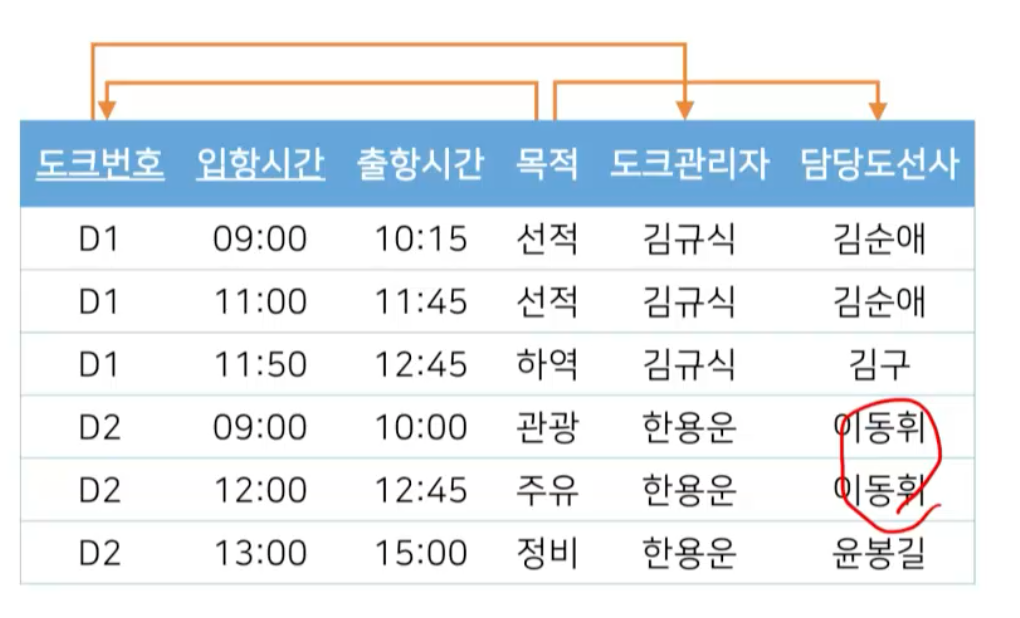 도크번호 입항시간 출항시간 목적 도크관리자 담당도선사
D1 09:00 10:15 선적 김규식 김순애
D1 11:00 11:45 선적 김규식 김순애
D1 11:50 12:45 하역 김규식 김구
D2 09:00 10:00 관광 한용운 이동휘
D2 12:00 12:45 주유 한용운 이동휘
D2 13:00 15:00 정비 한용운 윤봉길